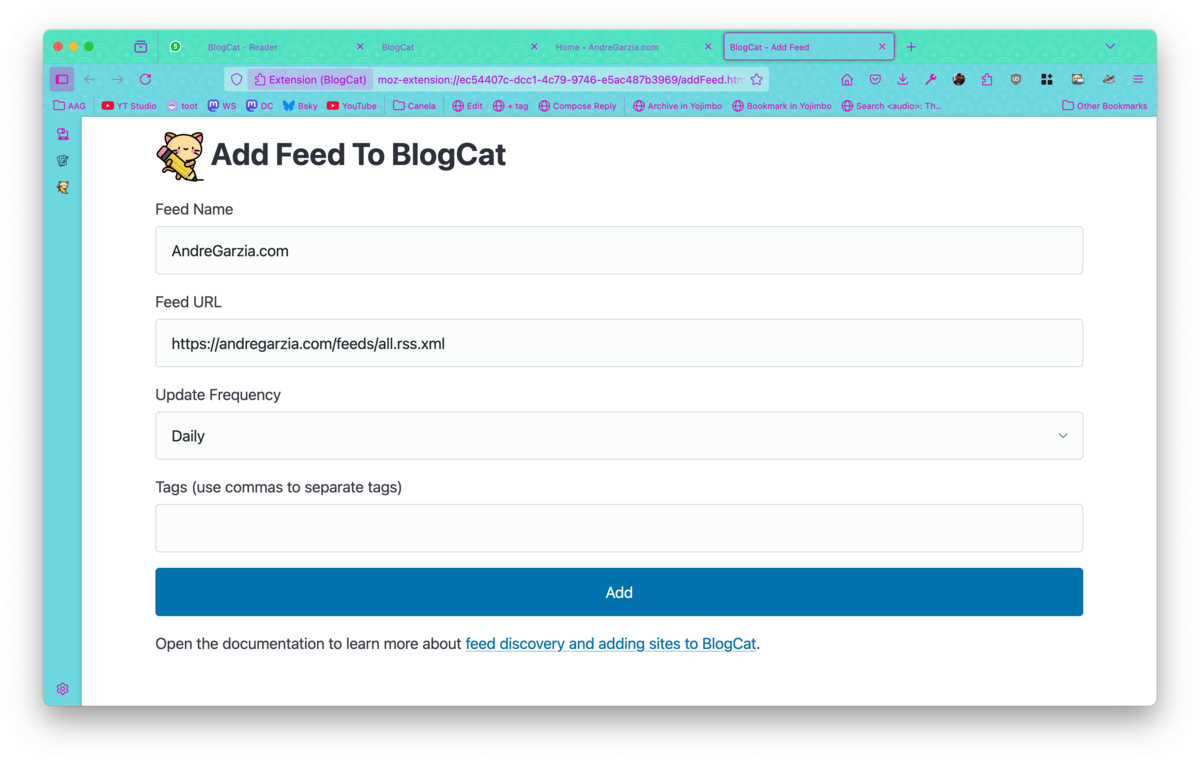 5 BlogCat - Reader BlogCat Home • AndreGarzia.com BlogCat - Add Feed
Extension (BlogCat) moz-extension://ec54407c-dcc1-4c79-9746-e5ac487b3969/addFeed.htm
AAG YT Studio toot WS DC Bsky YouTube Canela Edit + tag Compose Reply Archive in Yojimbo Bookmark in Yojimbo Search <audio>: Th... Other Bookmarks
Add Feed To BlogCat
Feed Name
AndreGarzia.com
Feed URL
https://andregarzia.com/feeds/all.rss.xml
Update Frequency
Daily
Tags (use commas to separate tags)
Add
Open the documentation to learn more about feed discovery and adding sites to BlogCat.